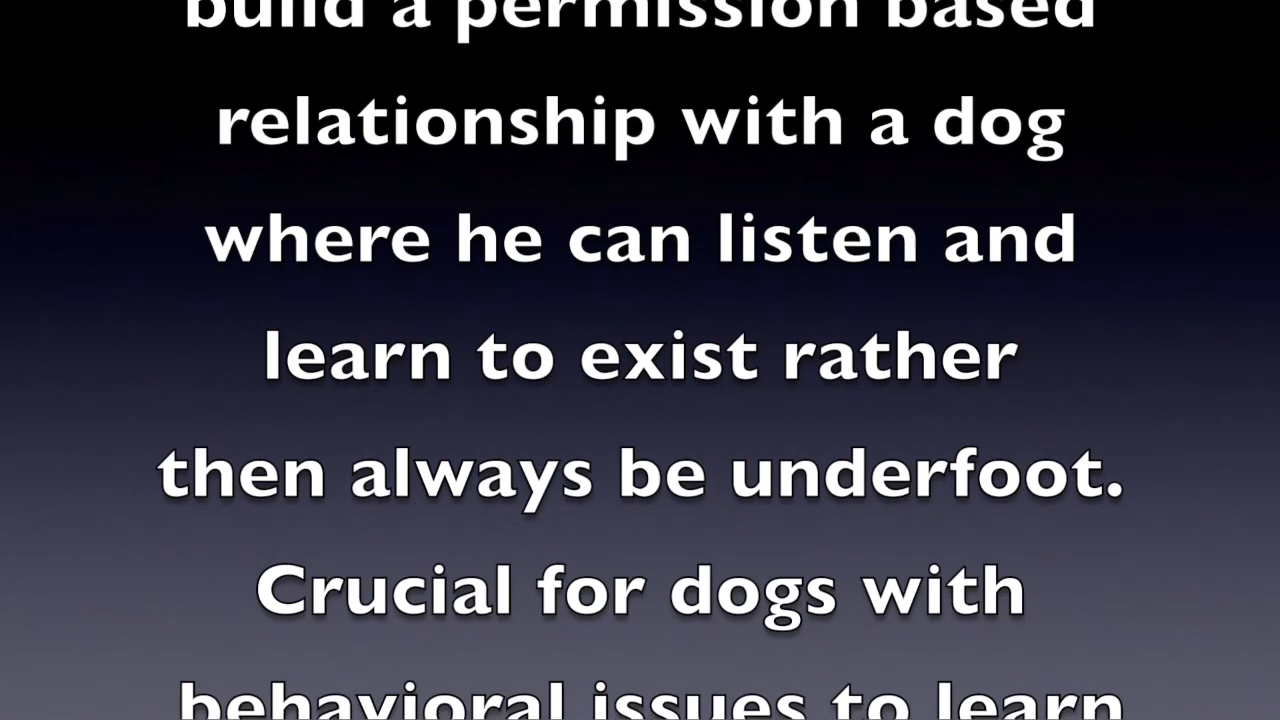 build a permission based
relationship with a dog
where he can listen and
learn to exist rather
then always be underfoot.
Crucial for dogs with
behavioral issues to learn